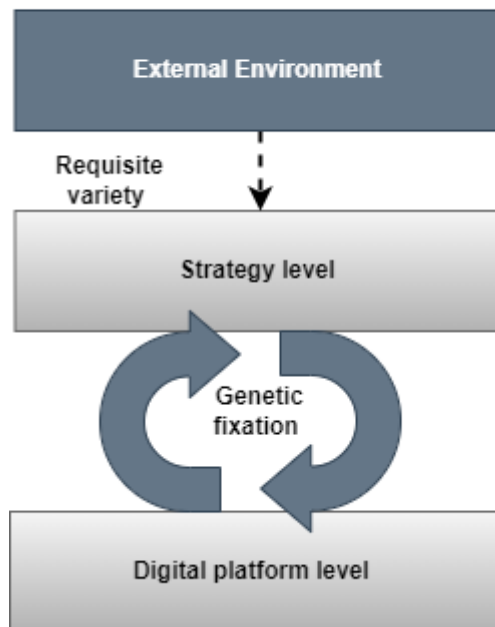 External Environment
Requisite
variety
Strategy level
Genetic
fixation
Digital platform level